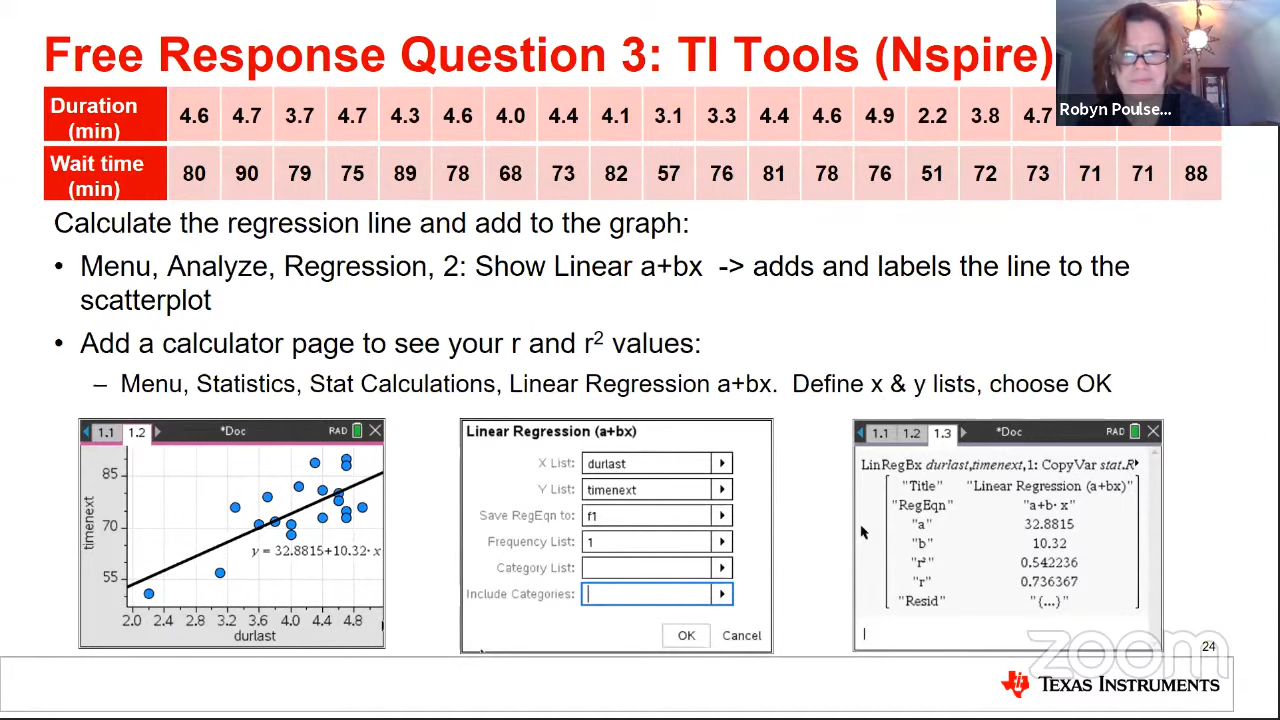 Free Response Question 3: TI Tools (Nspire)
Robyn Poulse...
Duration (min) 4.6 4.7 3.7 4.7 4.3 4.6 4.0 4.4 4.1 3.1 3.3 4.4 4.6 4.9 2.2 3.8 4.7
Wait time (min) 80 90 79 75 89 78 68 73 82 57 76 81 78 76 51 72 73 71 71 88
Calculate the regression line and add to the graph:
• Menu, Analyze, Regression, 2: Show Linear a+bx -> adds and labels the line to the
scatterplot
• Add a calculator page to see your r and r² values:
– Menu, Statistics, Stat Calculations, Linear Regression a+bx. Define x & y lists, choose OK
1.1 1.2 *Doc RAD
85
70
55
timenext
y = 32.8815+10.32·x
2.0 2.4 2.8 3.2 3.6 4.0 4.4 4.8
durlast
Linear Regression (a+bx)
X List: durlast
Y List: timenext
Save RegEqn to: f1
Frequency List: 1
Category List:
Include Categories:
OK Cancel
1.1 1.2 1.3 *Doc RAD
LinRegBx durlast,timenext,1: CopyVar stat.R
"Title" "Linear Regression (a+bx)"
"RegEqn" "a+b·x"
"a" 32.8815
"b" 10.32
"r²" 0.542236
"r" 0.736367
"Resid" "{...}"
zoom
24
TEXAS INSTRUMENTS